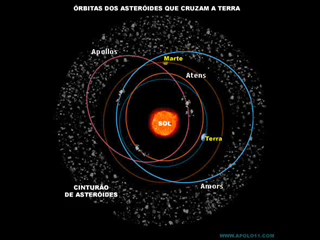 ÓRBITAS DOS ASTERÓIDES QUE CRUZAM A TERRA
Apollos
Marte
Atens
SOL
Terra
Amors
CINTURÃO
DE ASTERÓIDES
WWW.APOLO11.COM